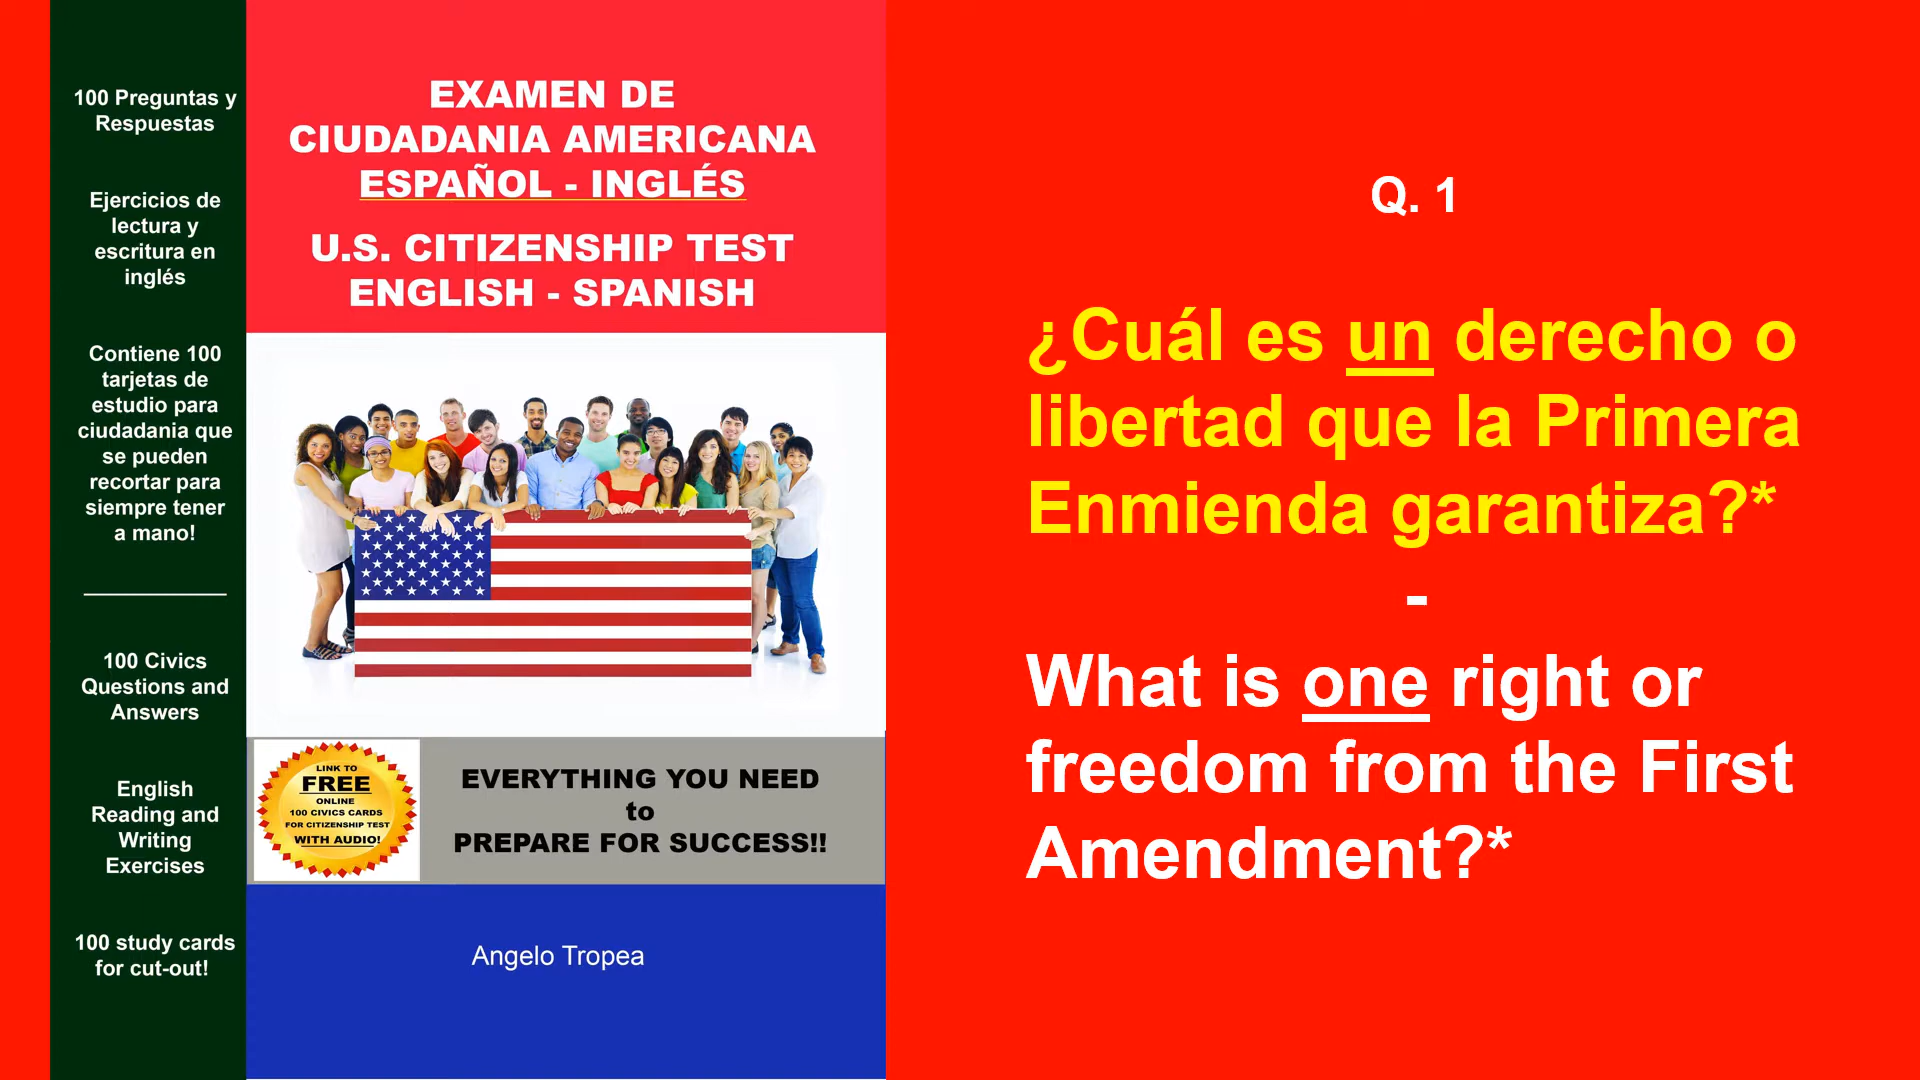 100 Preguntas y
Respuestas
Ejercicios de
lectura y
escritura en
inglés
Contiene 100
tarjetas de
estudio para
ciudadania que
se pueden
recortar para
siempre tener
a mano!
100 Civics
Questions and
Answers
English
Reading and
Writing
Exercises
100 study cards
for cut-out!
EXAMEN DE
CIUDADANIA AMERICANA
ESPAÑOL - INGLÉS
U.S. CITIZENSHIP TEST
ENGLISH - SPANISH
LINK TO
FREE
ONLINE
100 CIVICS CARDS
FOR CITIZENSHIP TEST
WITH AUDIO!
EVERYTHING YOU NEED
to
PREPARE FOR SUCCESS!!
Angelo Tropea
Q. 1
¿Cuál es un derecho o
libertad que la Primera
Enmienda garantiza?*
-
What is one right or
freedom from the First
Amendment?*